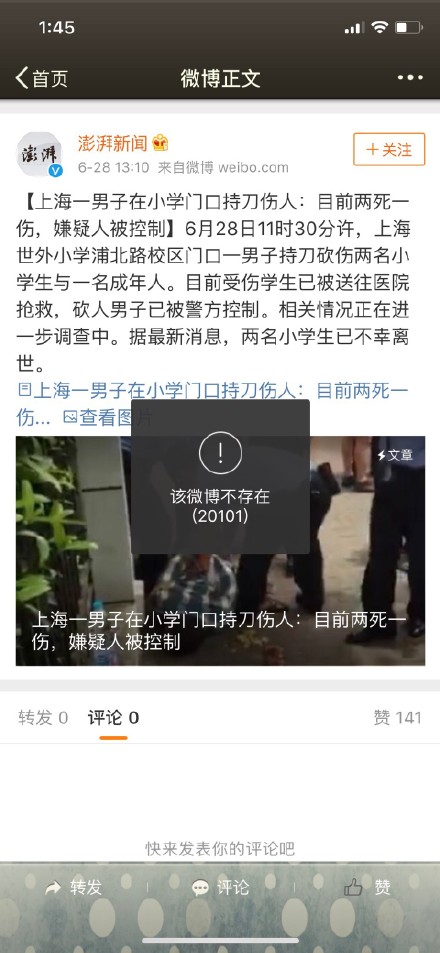 1:45
首页
微博正文
澎湃
澎湃新闻
+关注
6-28 13:10 来自微博 weibo.com
【上海一男子在小学门口持刀伤人：目前两死一
伤，嫌疑人被控制】6月28日11时30分许，上海
世外小学浦北路校区门口一男子持刀砍伤两名小
学生与一名成年人。目前受伤学生已被送往医院
抢救，砍人男子已被警方控制。相关情况正在进
一步调查中。据最新消息，两名小学生已不幸离
世。
上海一男子在小学门口持刀伤人：目前两死一
伤... 查看图片
文章
该微博不存在
(20101)
上海一男子在小学门口持刀伤人：目前两死一
伤，嫌疑人被控制
转发 0 评论 0 赞 141
快来发表你的评论吧
转发 评论 赞